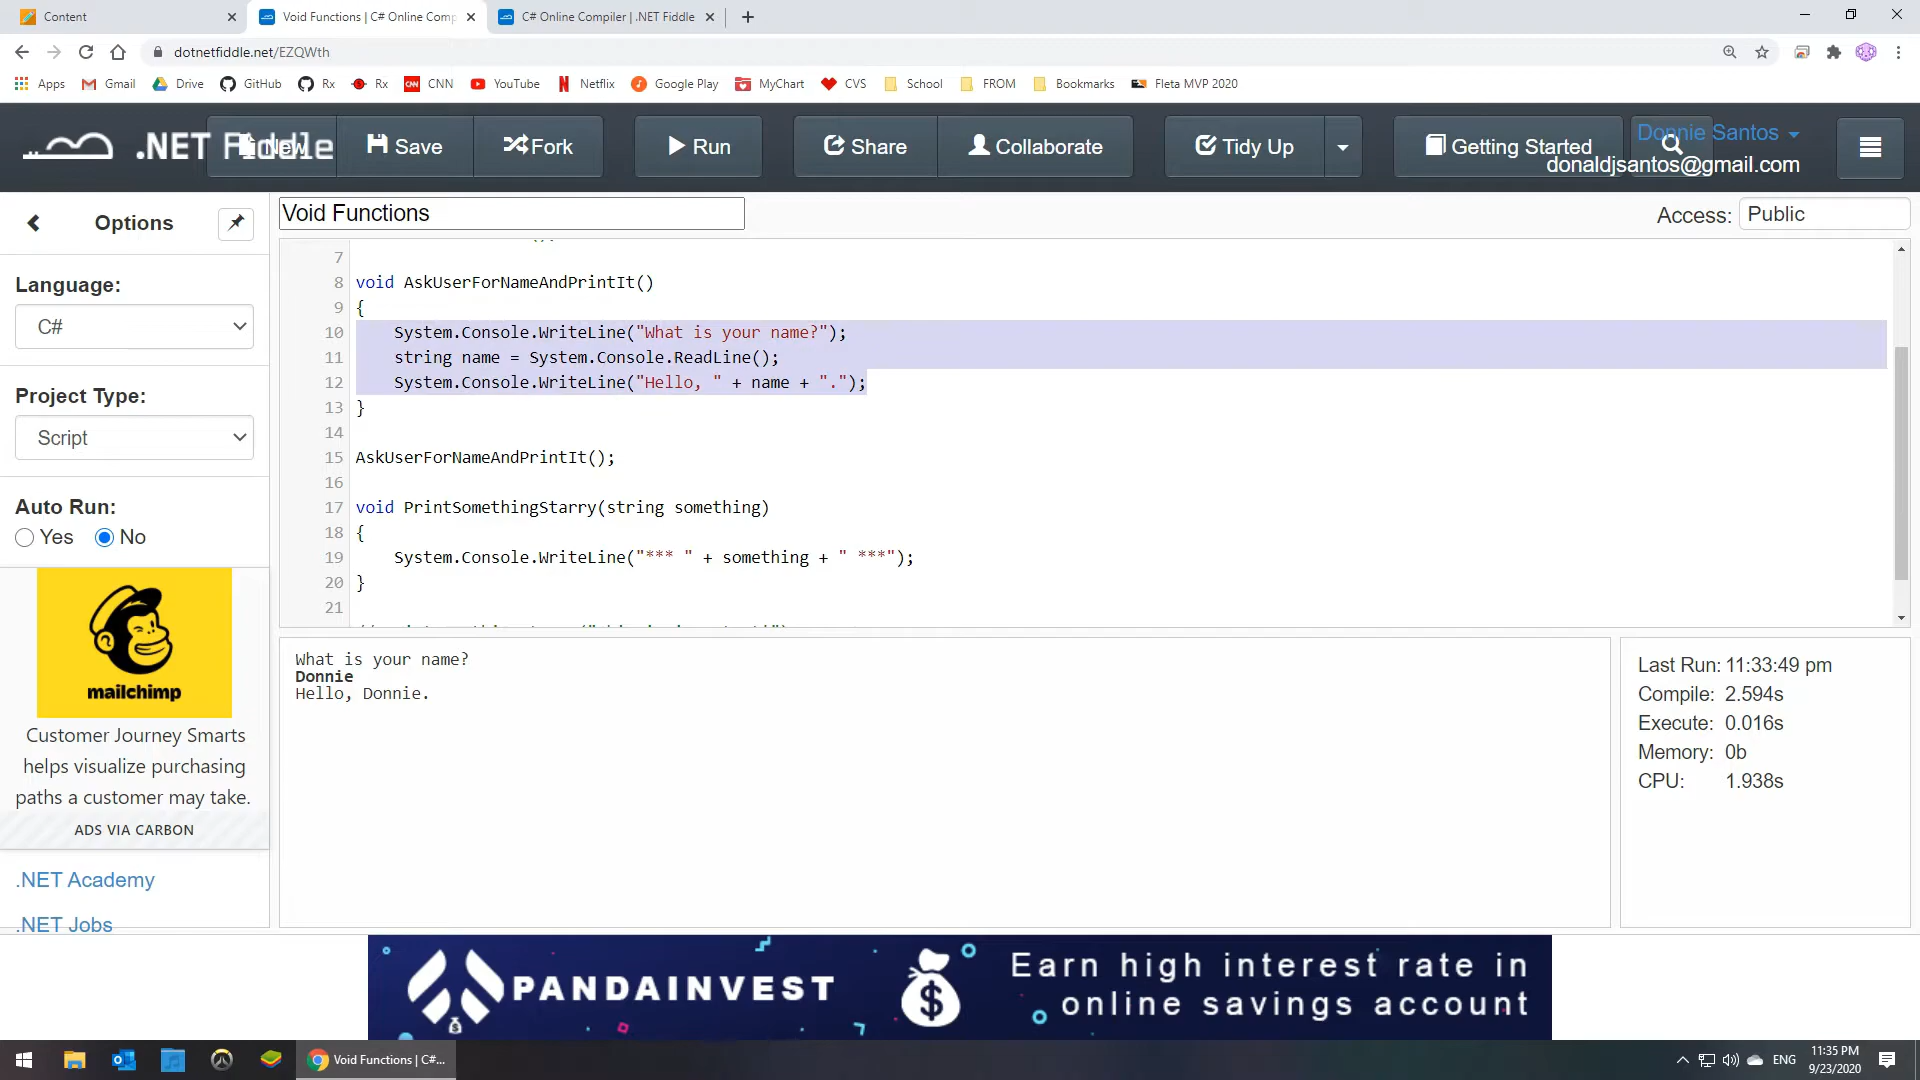 Content
Void Functions | C# Online Comp
C# Online Compiler | .NET Fiddle
dotnetfiddle.net/EZQWth
Apps Gmail Drive GitHub Rx Rx CNN YouTube Netflix Google Play MyChart CVS School FROM Bookmarks Fleta MVP 2020
.NET Fiddle
New Save Fork Run Share Collaborate Tidy Up Getting Started
Donnie Santos
donaldjsantos@gmail.com
Options
Void Functions
Access: Public
Language:
C#
Project Type:
Script
Auto Run:
Yes No
7
8 void AskUserForNameAndPrintIt()
9 {
10 System.Console.WriteLine("What is your name?");
11 string name = System.Console.ReadLine();
12 System.Console.WriteLine("Hello, " + name + ".");
13 }
14
15 AskUserForNameAndPrintIt();
16
17 void PrintSomethingStarry(string something)
18 {
19 System.Console.WriteLine("*** " + something + " ***");
20 }
21
mailchimp
Customer Journey Smarts
helps visualize purchasing
paths a customer may take.
ADS VIA CARBON
.NET Academy
.NET Jobs
What is your name?
Donnie
Hello, Donnie.
Last Run: 11:33:49 pm
Compile: 2.594s
Execute: 0.016s
Memory: 0b
CPU: 1.938s
PANDAINVEST
Earn high interest rate in
online savings account
Void Functions | C#...
ENG
11:35 PM
9/23/2020